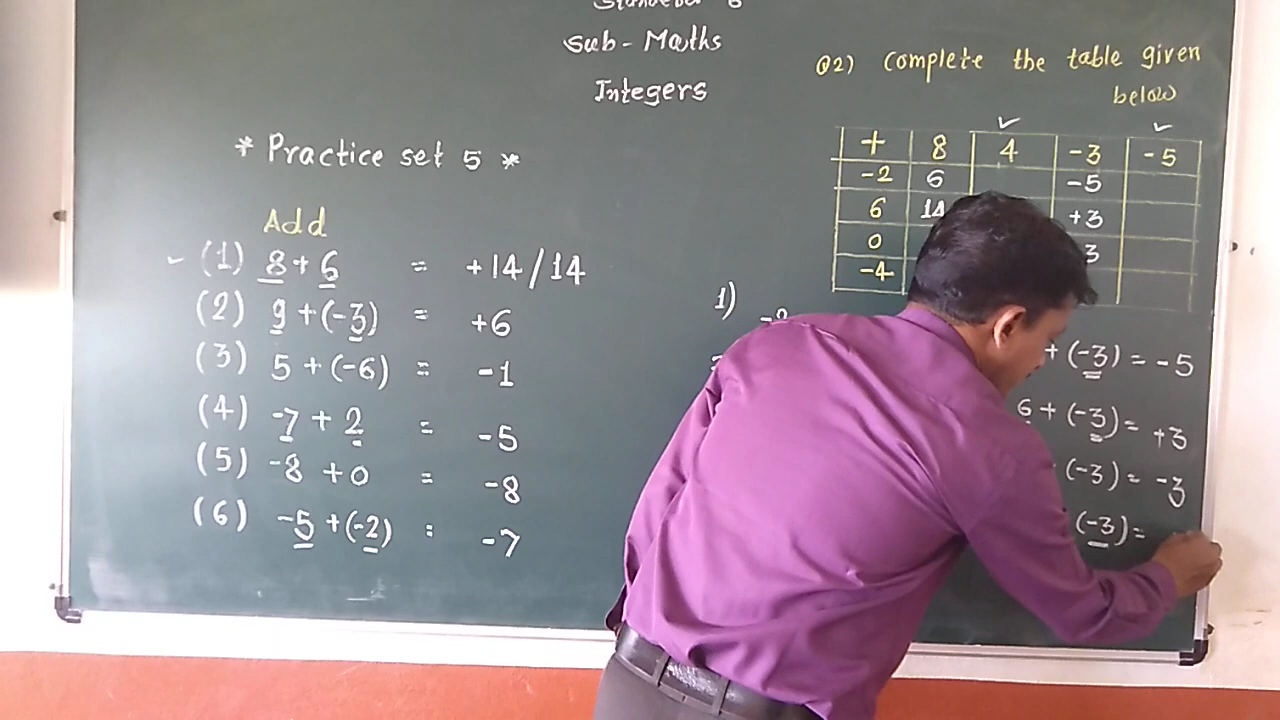 Standard 6
Sub - Maths
Integers
* Practice set 5 *
Add
(1) 8 + 6 = +14/14
(2) 9 + (-3) = +6
(3) 5 + (-6) = -1
(4) -7 + 2 = -5
(5) -8 + 0 = -8
(6) -5 + (-2) = -7
Q2) Complete the table given
below
+ 8 4 -3 -5
-2 6 -5
6 14 +3
0 3
-4
1)
+ (-3) = -5
6 + (-3) = +3
(-3) = -3
(-3) =